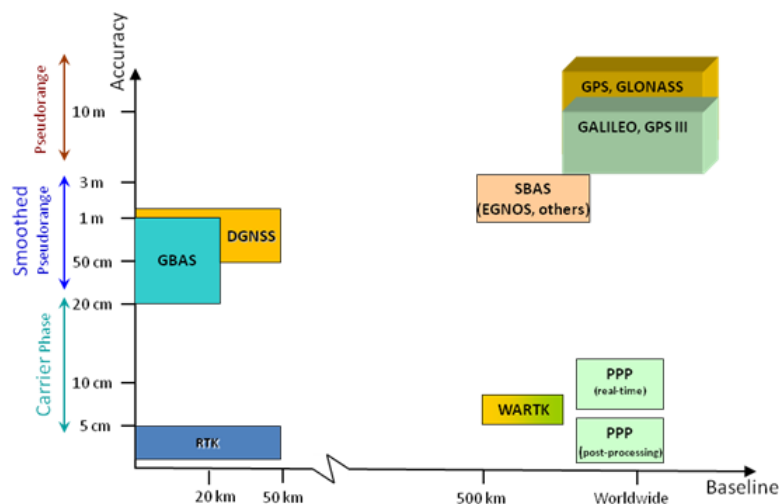 Accuracy
Pseudorange
Smoothed
Pseudorange
Carrier Phase
10 m
3 m
1 m
50 cm
20 cm
10 cm
5 cm
GPS, GLONASS
GALILEO, GPS III
SBAS
(EGNOS, others)
DGNSS
GBAS
PPP
(real-time)
WARTK
RTK
PPP
(post-processing)
20 km
50 km
500 km
Worldwide
Baseline